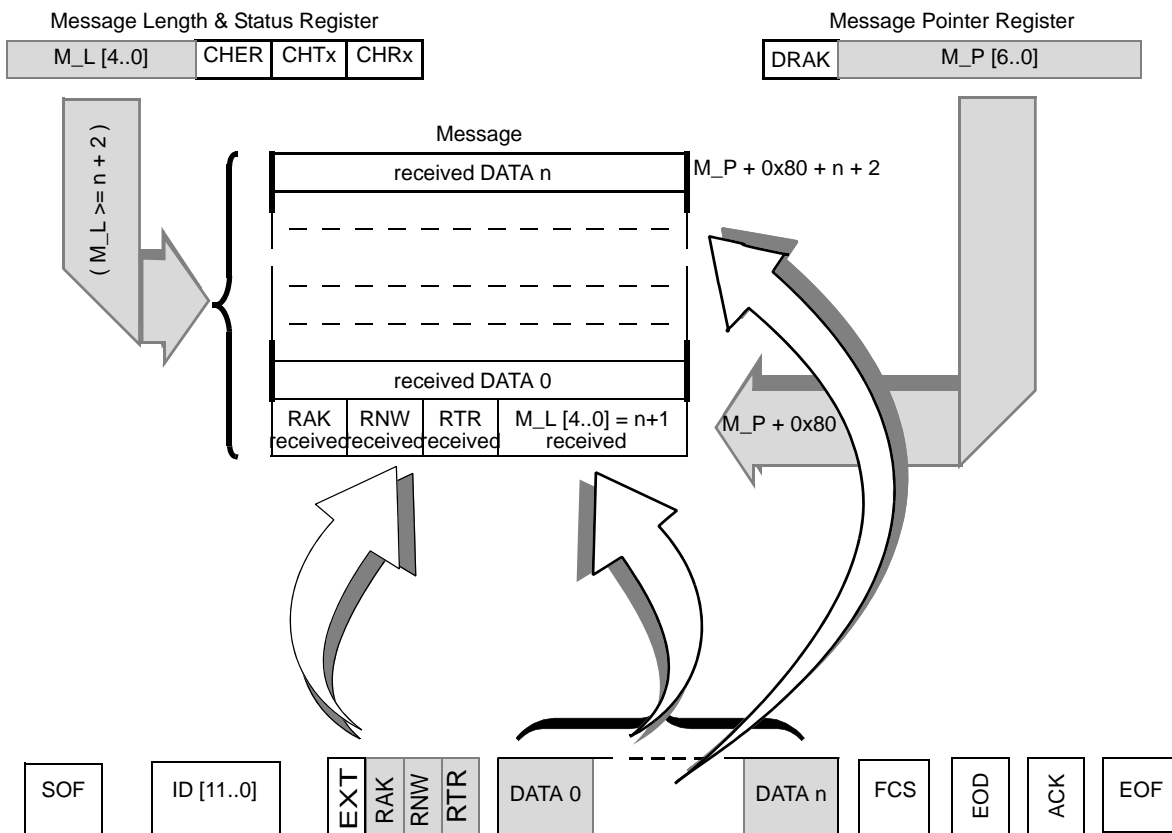 Message Length & Status Register
Message Pointer Register
M_L [4..0] CHER CHTx CHRx
DRAK M_P [6..0]
( M_L >= n + 2 )
Message
received DATA n
M_P + 0x80 + n + 2
received DATA 0
RAK received
RNW received
RTR received
M_L [4..0] = n+1 received
M_P + 0x80
SOF
ID [11..0]
EXT
RAK
RNW
RTR
DATA 0
DATA n
FCS
EOD
ACK
EOF